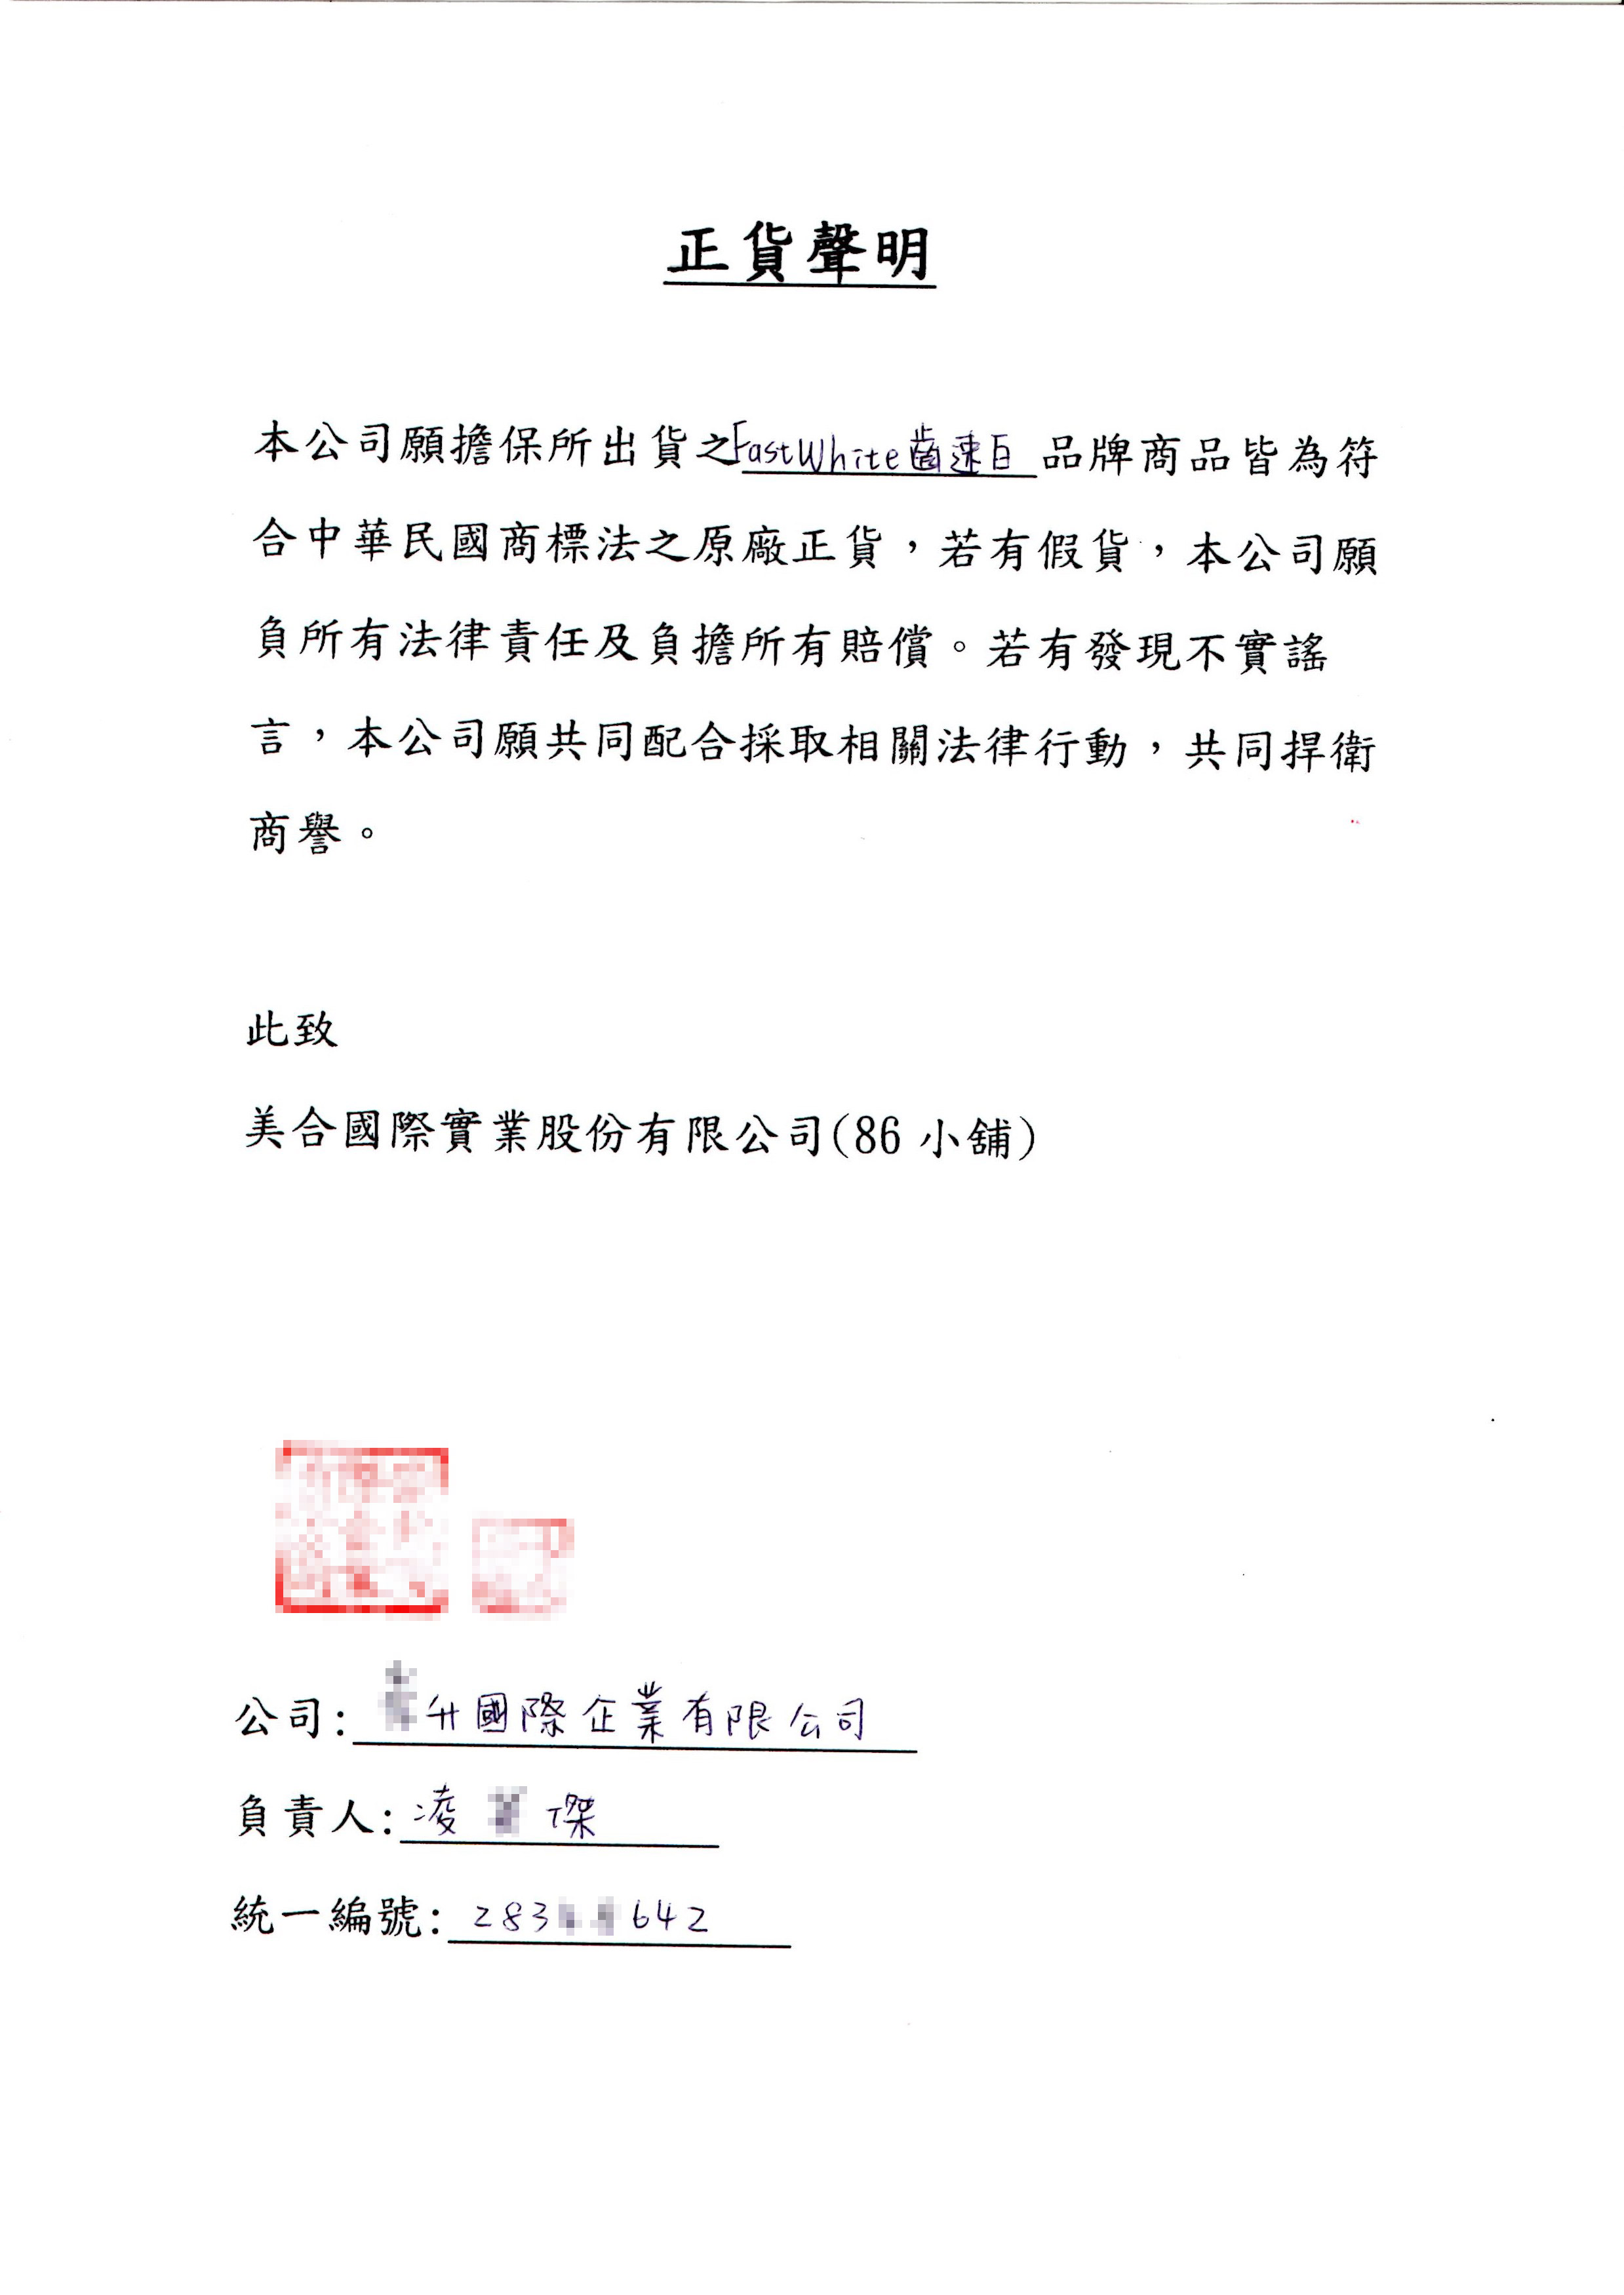 正貨聲明
本公司願擔保所出貨之FastWhite齒速白品牌商品皆為符
合中華民國商標法之原廠正貨，若有假貨，本公司願
負所有法律責任及負擔所有賠償。若有發現不實謠
言，本公司願共同配合採取相關法律行動，共同捍衛
商譽。
此致
美合國際實業股份有限公司(86 小舖)
公司: 升國際企業有限公司
負責人: 凌 傑
統一編號: 283 642